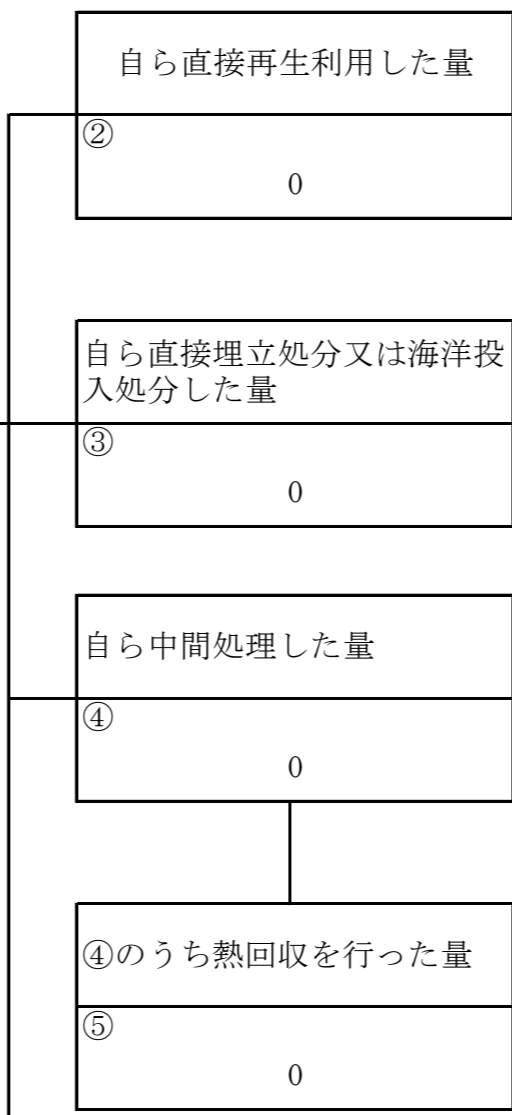 自ら直接再生利用した量
②
0
自ら直接埋立処分又は海洋投
入処分した量
③
0
自ら中間処理した量
④
0
④のうち熱回収を行った量
⑤
0